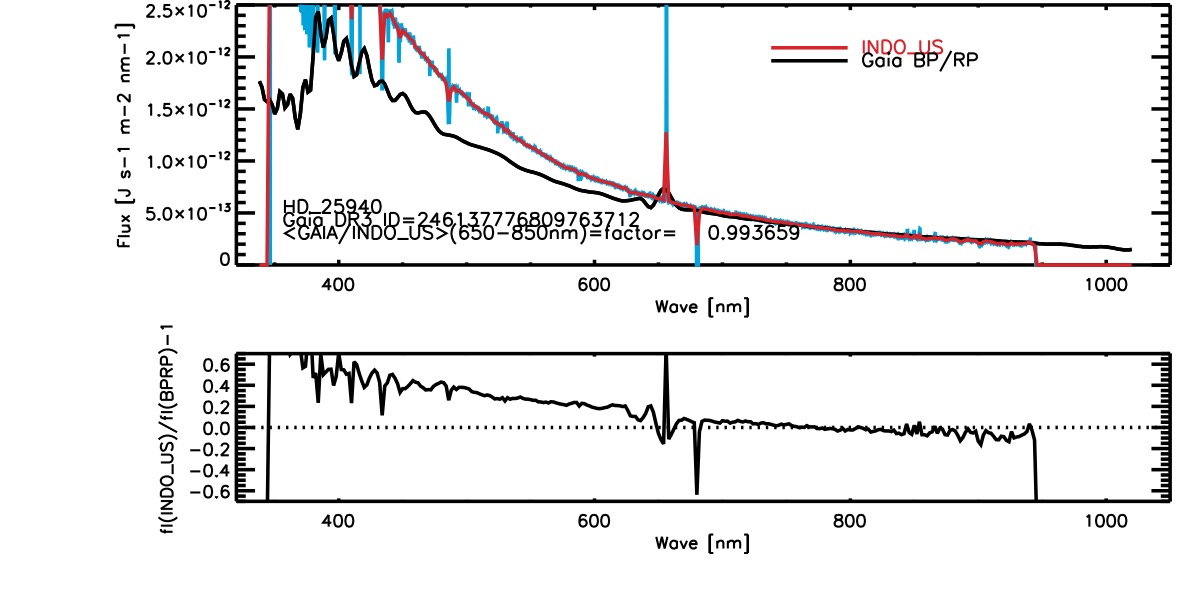 2.5×10−12
2.0×10−12
1.5×10−12
1.0×10−12
5.0×10−13
0
Flux [J s−1 m−2 nm−1]
INDO_US
Gaia BP/RP
HD_25940
Gaia DR3 ID=246137776809763712
<GAIA/INDO_US>(650−850nm)=factor= 0.993659
400 600 800 1000
Wave [nm]
fl(INDO_US)/fl(BPRP)−1
0.6
0.4
0.2
0.0
−0.2
−0.4
−0.6
400 600 800 1000
Wave [nm]